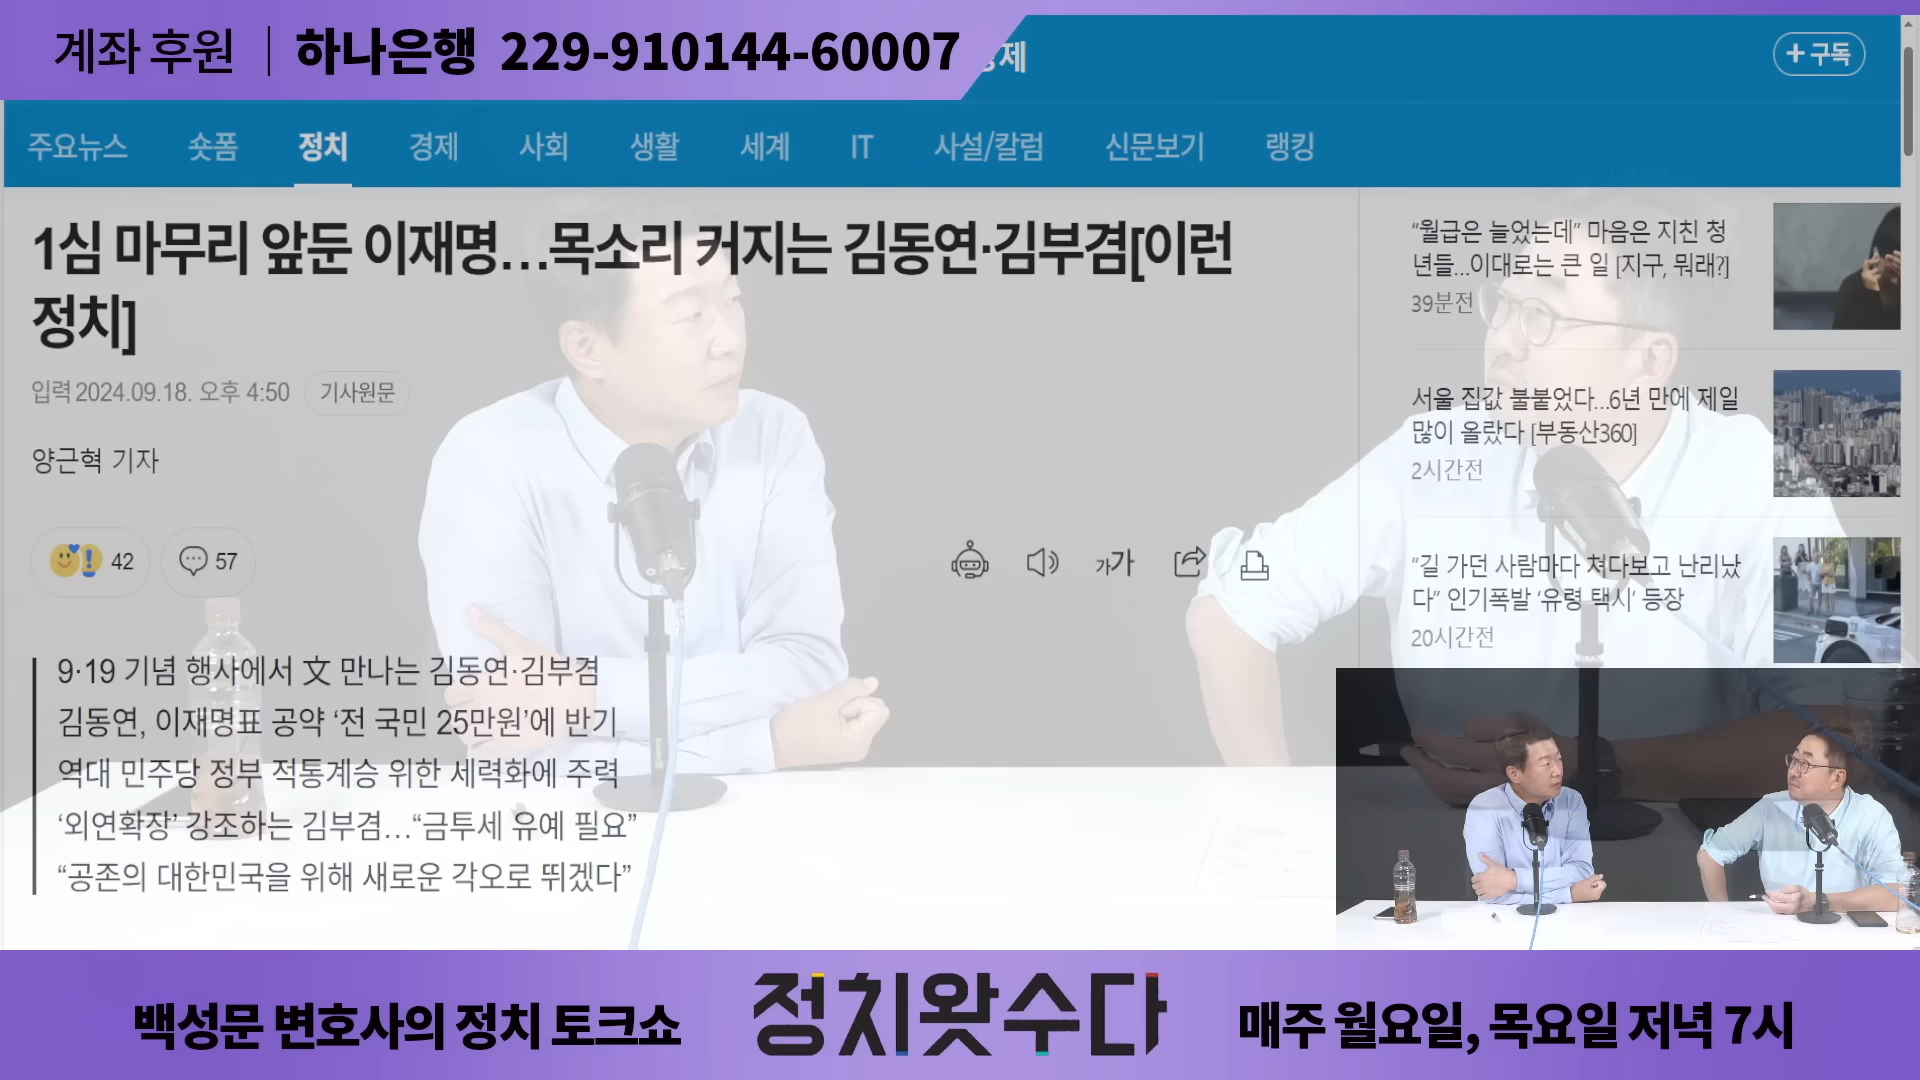 계좌 후원 하나은행 229-910144-60007
제
+ 구독
주요뉴스 숏폼 정치 경제 사회 생활 세계 IT 사설/칼럼 신문보기 랭킹
1심 마무리 앞둔 이재명…목소리 커지는 김동연·김부겸[이런
정치]
입력 2024.09.18. 오후 4:50 기사원문
양근혁 기자
42 57
가가
9·19 기념 행사에서 文 만나는 김동연·김부겸
김동연, 이재명표 공약 ‘전 국민 25만원’에 반기
역대 민주당 정부 적통계승 위한 세력화에 주력
‘외연확장’ 강조하는 김부겸…“금투세 유예 필요”
“공존의 대한민국을 위해 새로운 각오로 뛰겠다”
“월급은 늘었는데” 마음은 지친 청
년들…이대로는 큰 일 [지구, 뭐래?]
39분전
서울 집값 불붙었다…6년 만에 제일
많이 올랐다 [부동산360]
2시간전
“길 가던 사람마다 쳐다보고 난리났
다” 인기폭발 ‘유령 택시’ 등장
20시간전
백성문 변호사의 정치 토크쇼
정치왓수다
매주 월요일, 목요일 저녁 7시